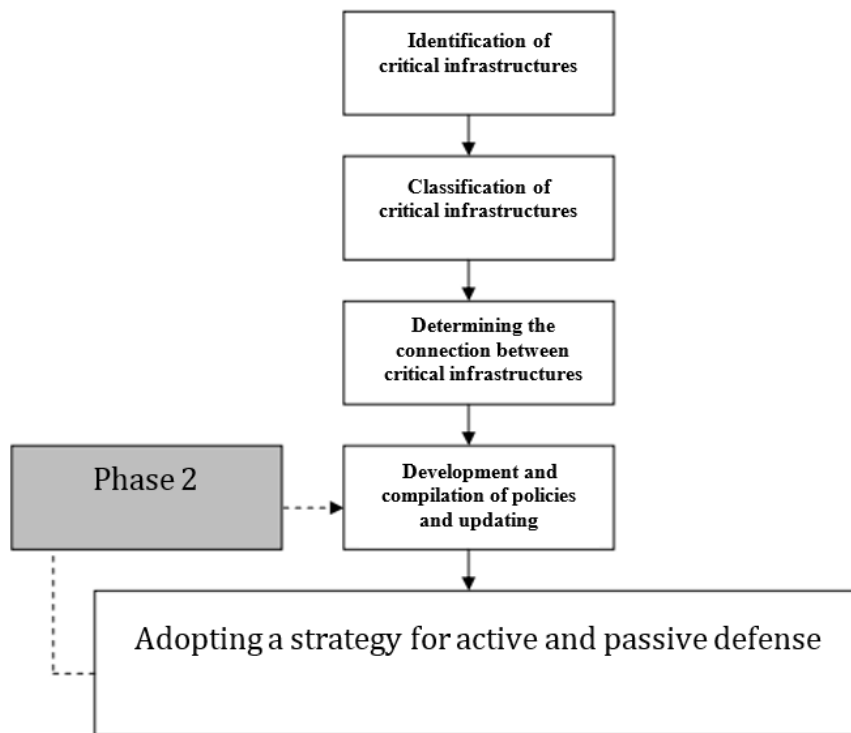 Identification of
critical infrastructures
Classification of
critical infrastructures
Determining the
connection between
critical infrastructures
Phase 2
Development and
compilation of policies
and updating
Adopting a strategy for active and passive defense